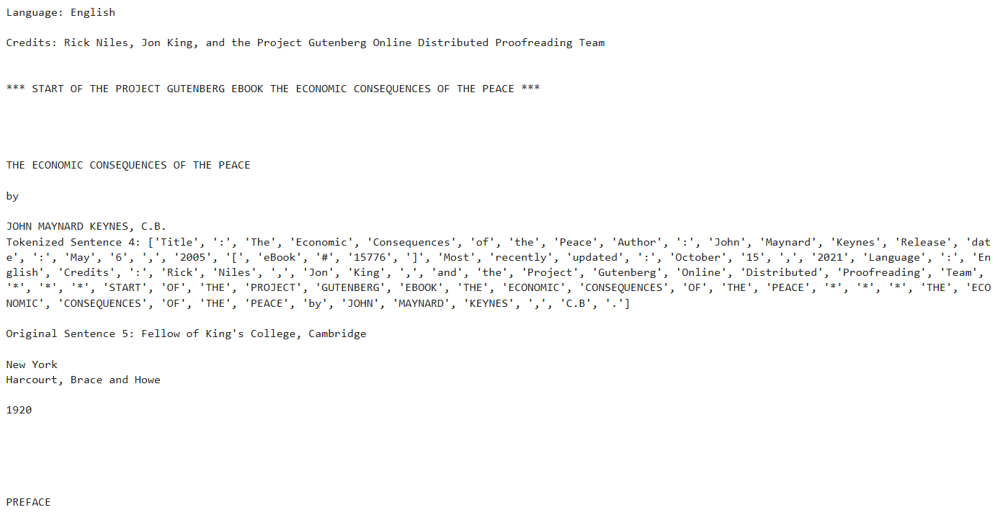 Language: English
Credits: Rick Niles, Jon King, and the Project Gutenberg Online Distributed Proofreading Team
*** START OF THE PROJECT GUTENBERG EBOOK THE ECONOMIC CONSEQUENCES OF THE PEACE ***
THE ECONOMIC CONSEQUENCES OF THE PEACE
by
JOHN MAYNARD KEYNES, C.B.
Tokenized Sentence 4: ['Title', ':', 'The', 'Economic', 'Consequences', 'of', 'the', 'Peace', 'Author', ':', 'John', 'Maynard', 'Keynes', 'Release', 'dat
e', ':', 'May', '6', ',', '2005', '[', 'eBook', '#', '15776', ']', 'Most', 'recently', 'updated', ':', 'October', '15', ',', '2021', 'Language', ':', 'En
glish', 'Credits', ':', 'Rick', 'Niles', ',', 'Jon', 'King', ',', 'and', 'the', 'Project', 'Gutenberg', 'Online', 'Distributed', 'Proofreading', 'Team',
'*', '*', '*', 'START', 'OF', 'THE', 'PROJECT', 'GUTENBERG', 'EBOOK', 'THE', 'ECONOMIC', 'CONSEQUENCES', 'OF', 'THE', 'PEACE', '*', '*', '*', 'THE', 'ECO
NOMIC', 'CONSEQUENCES', 'OF', 'THE', 'PEACE', 'by', 'JOHN', 'MAYNARD', 'KEYNES', ',', 'C.B', '.']
Original Sentence 5: Fellow of King's College, Cambridge
New York
Harcourt, Brace and Howe
1920
PREFACE